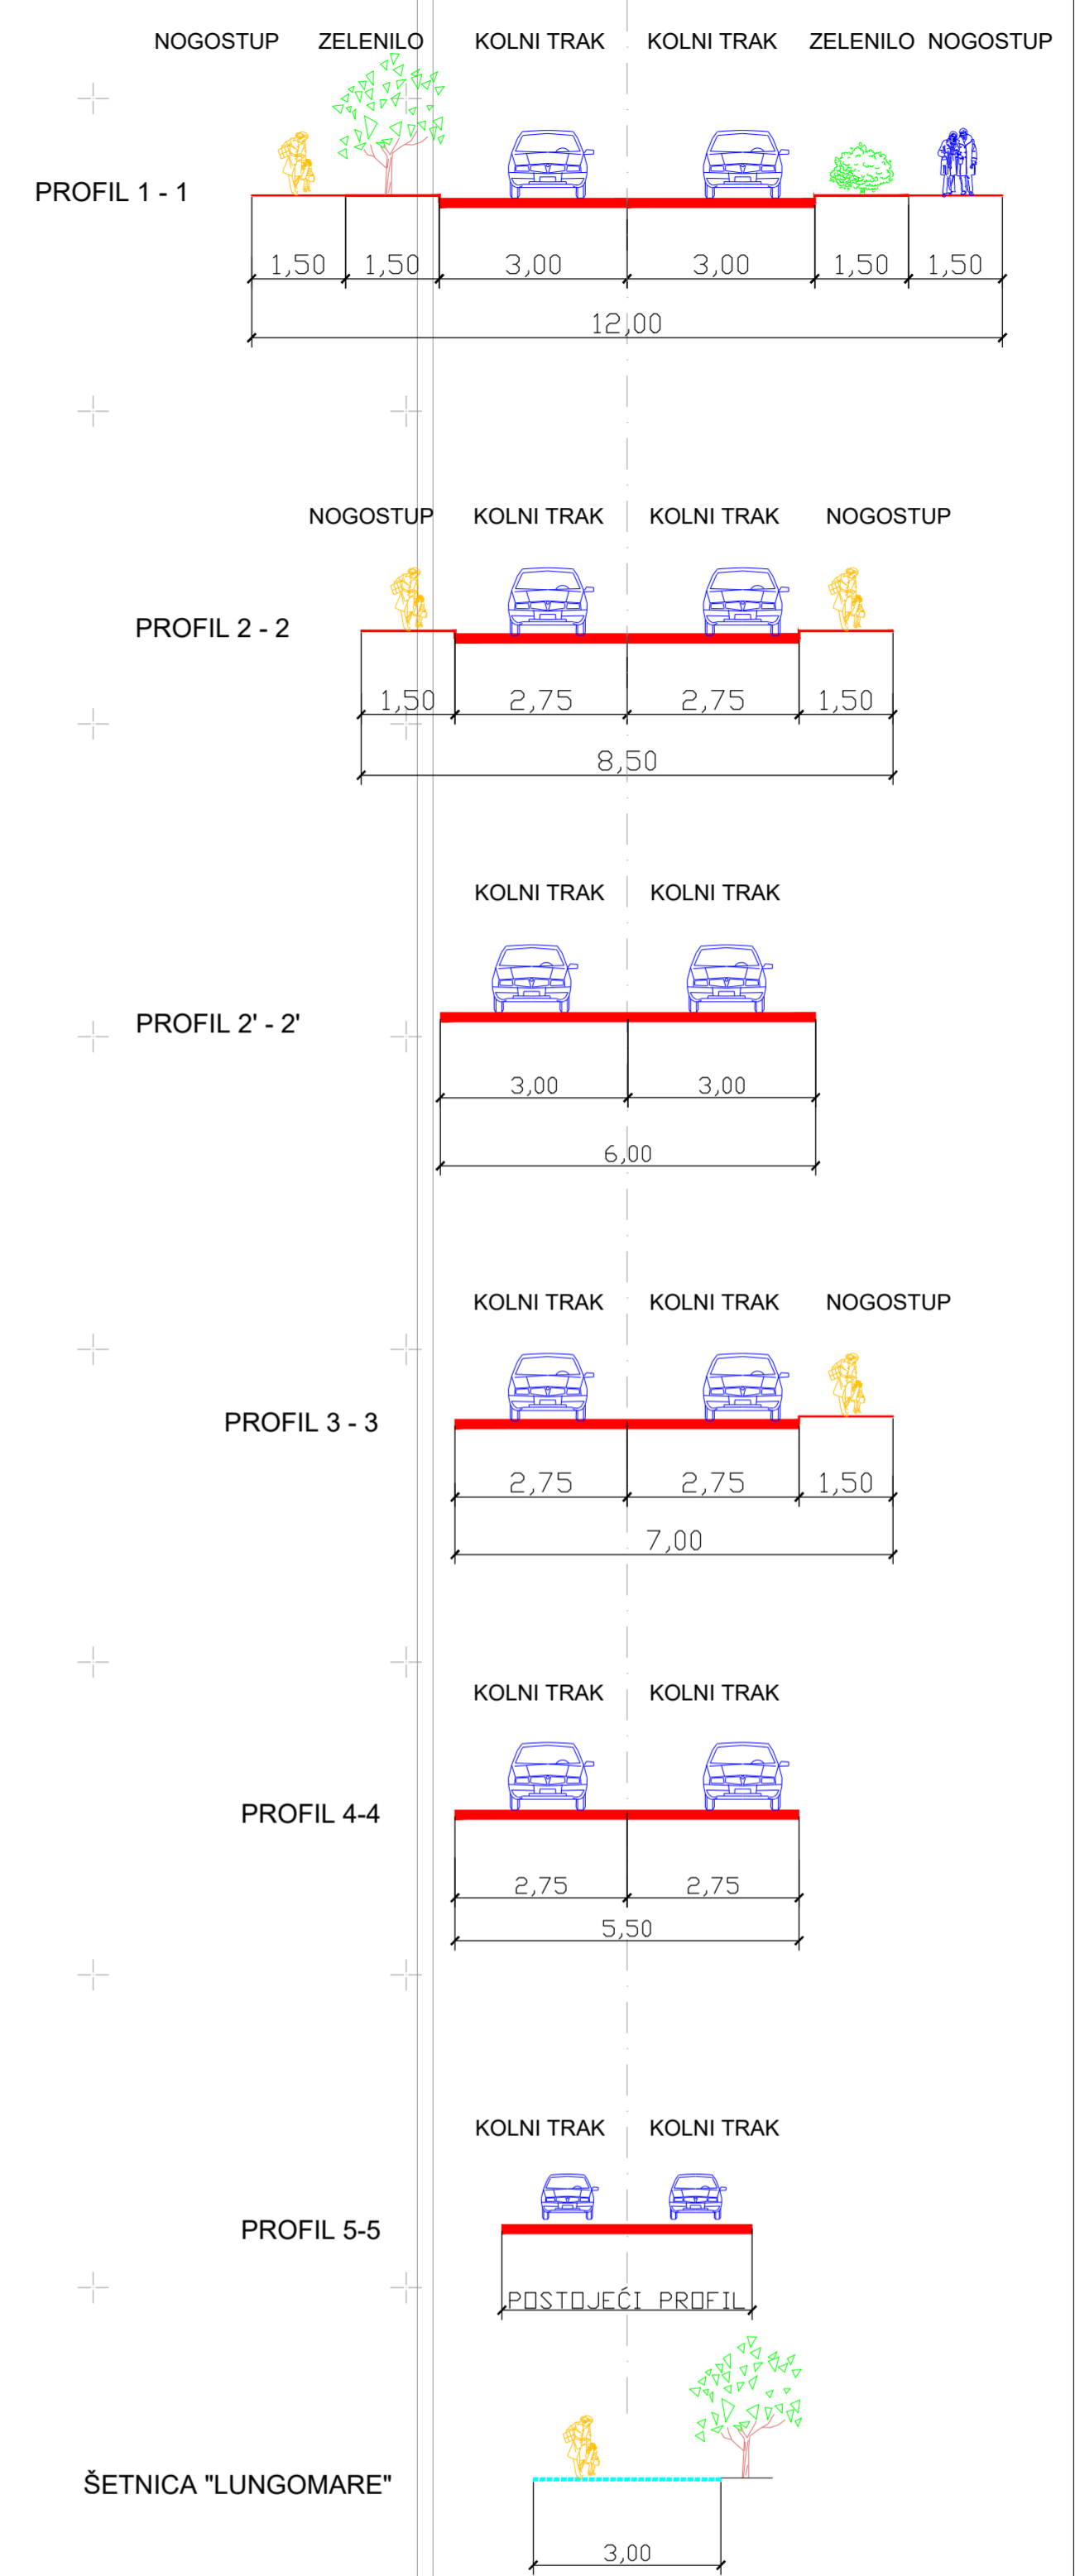 NOGOSTUP ZELENILO KOLNI TRAK KOLNI TRAK ZELENILO NOGOSTUP
PROFIL 1 - 1
1,50 1,50 3,00 3,00 1,50 1,50
12,00
NOGOSTUP KOLNI TRAK KOLNI TRAK NOGOSTUP
PROFIL 2 - 2
1,50 2,75 2,75 1,50
8,50
KOLNI TRAK KOLNI TRAK
PROFIL 2' - 2'
3,00 3,00
6,00
KOLNI TRAK KOLNI TRAK NOGOSTUP
PROFIL 3 - 3
2,75 2,75 1,50
7,00
KOLNI TRAK KOLNI TRAK
PROFIL 4-4
2,75 2,75
5,50
KOLNI TRAK KOLNI TRAK
PROFIL 5-5
POSTOJEĆI PROFIL
ŠETNICA "LUNGOMARE"
3,00